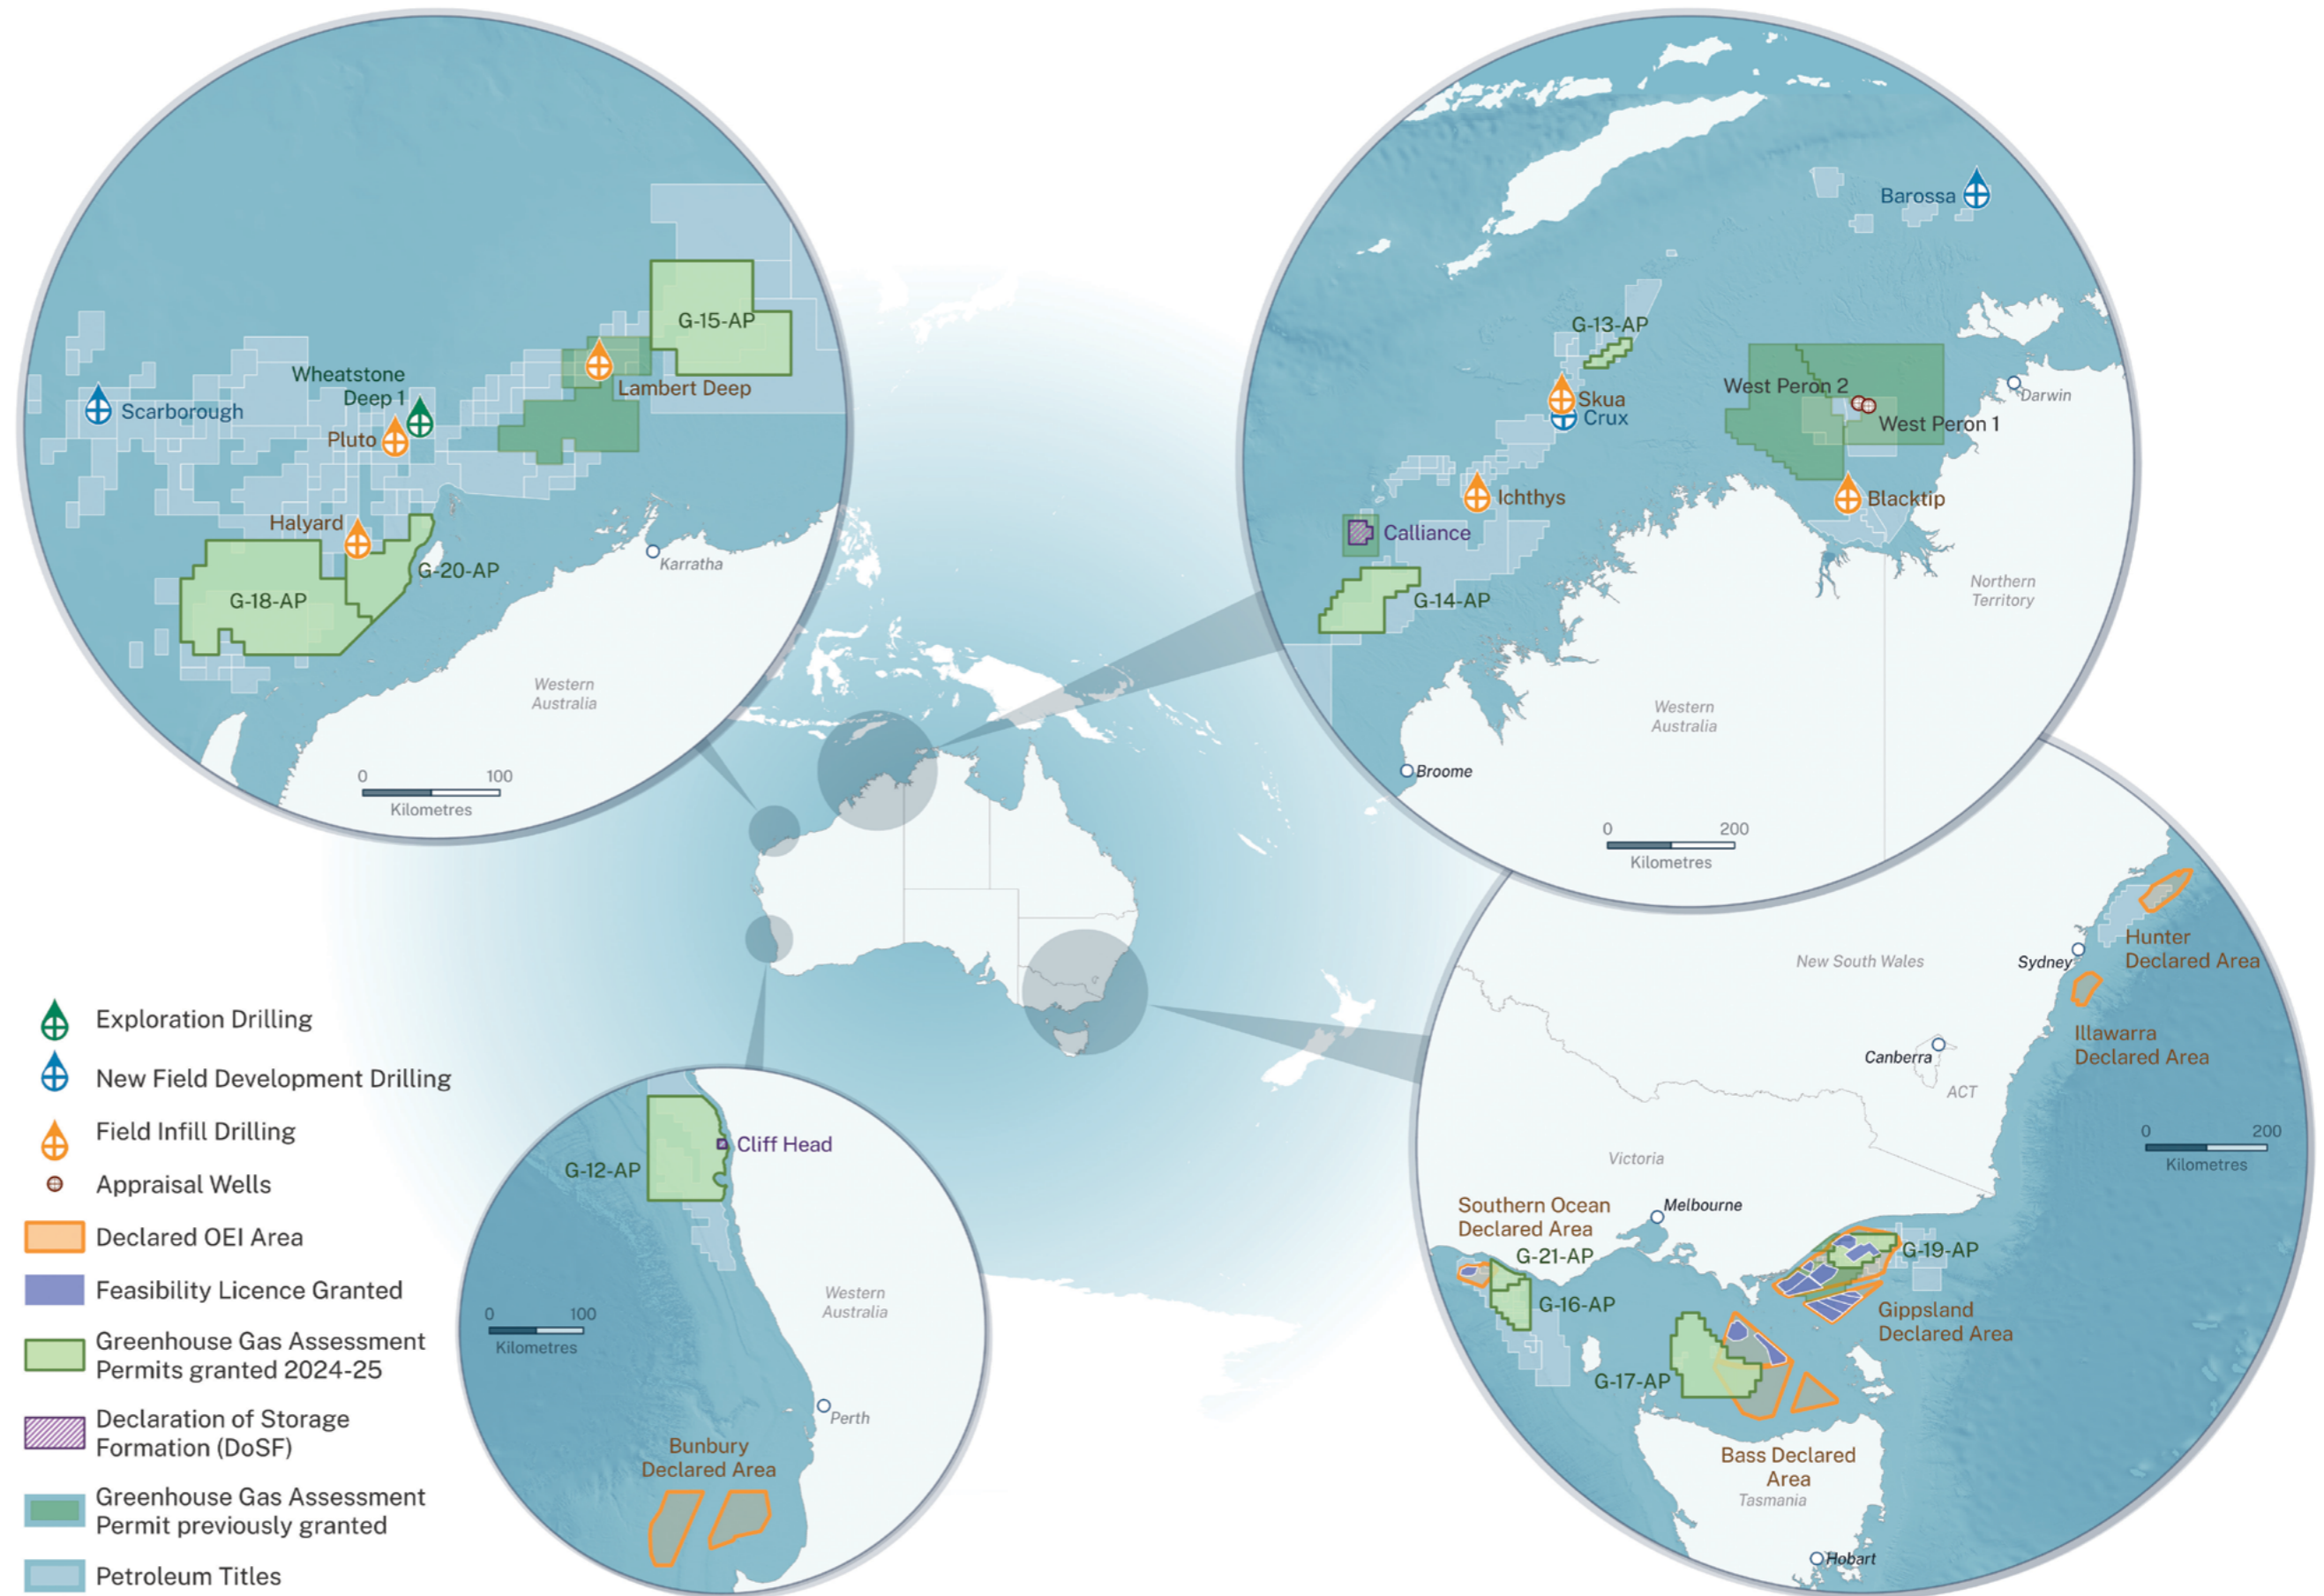 G-15-AP
Wheatstone
Deep 1
Lambert Deep
Scarborough
Pluto
Halyard
G-20-AP
G-18-AP
Karratha
Western
Australia
0 100
Kilometres
Barossa
G-13-AP
Skua
Crux
West Peron 2
West Peron 1
Darwin
Ichthys
Blacktip
Calliance
G-14-AP
Northern
Territory
Western
Australia
Broome
0 200
Kilometres
Hunter
Declared Area
Sydney
New South Wales
Illawarra
Declared Area
Canberra
ACT
0 200
Kilometres
Victoria
Southern Ocean
Declared Area
Melbourne
G-21-AP
G-19-AP
G-16-AP
Gippsland
Declared Area
G-17-AP
Bass Declared
Area
Tasmania
Hobart
Cliff Head
G-12-AP
0 100
Kilometres
Western
Australia
Perth
Bunbury
Declared Area
Exploration Drilling
New Field Development Drilling
Field Infill Drilling
Appraisal Wells
Declared OEI Area
Feasibility Licence Granted
Greenhouse Gas Assessment
Permits granted 2024-25
Declaration of Storage
Formation (DoSF)
Greenhouse Gas Assessment
Permit previously granted
Petroleum Titles